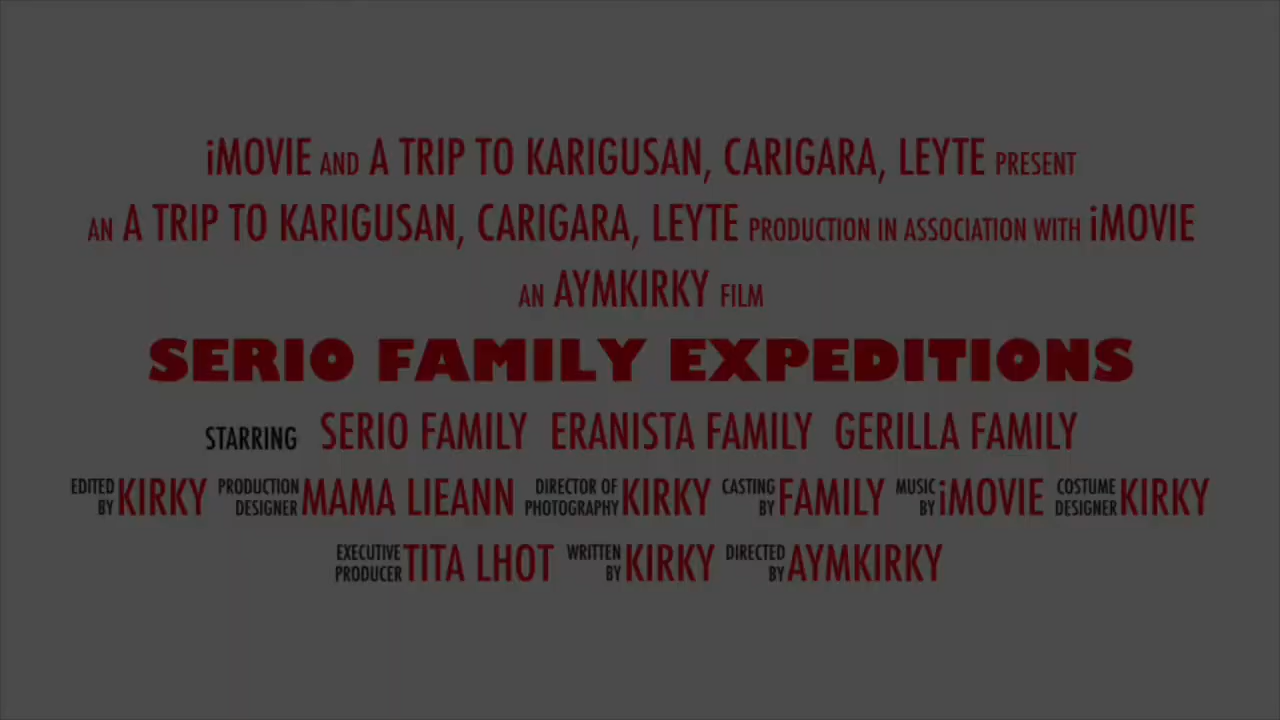 iMOVIE AND A TRIP TO KARIGUSAN, CARIGARA, LEYTE PRESENT
AN A TRIP TO KARIGUSAN, CARIGARA, LEYTE PRODUCTION IN ASSOCIATION WITH iMOVIE
AN AYMKIRKY FILM
SERIO FAMILY EXPEDITIONS
STARRING SERIO FAMILY ERANISTA FAMILY GERILLA FAMILY
EDITED BY KIRKY PRODUCTION DESIGNER MAMA LIEANN DIRECTOR OF PHOTOGRAPHY KIRKY CASTING BY FAMILY MUSIC BY iMOVIE COSTUME DESIGNER KIRKY
EXECUTIVE PRODUCER TITA LHOT WRITTEN BY KIRKY DIRECTED BY AYMKIRKY